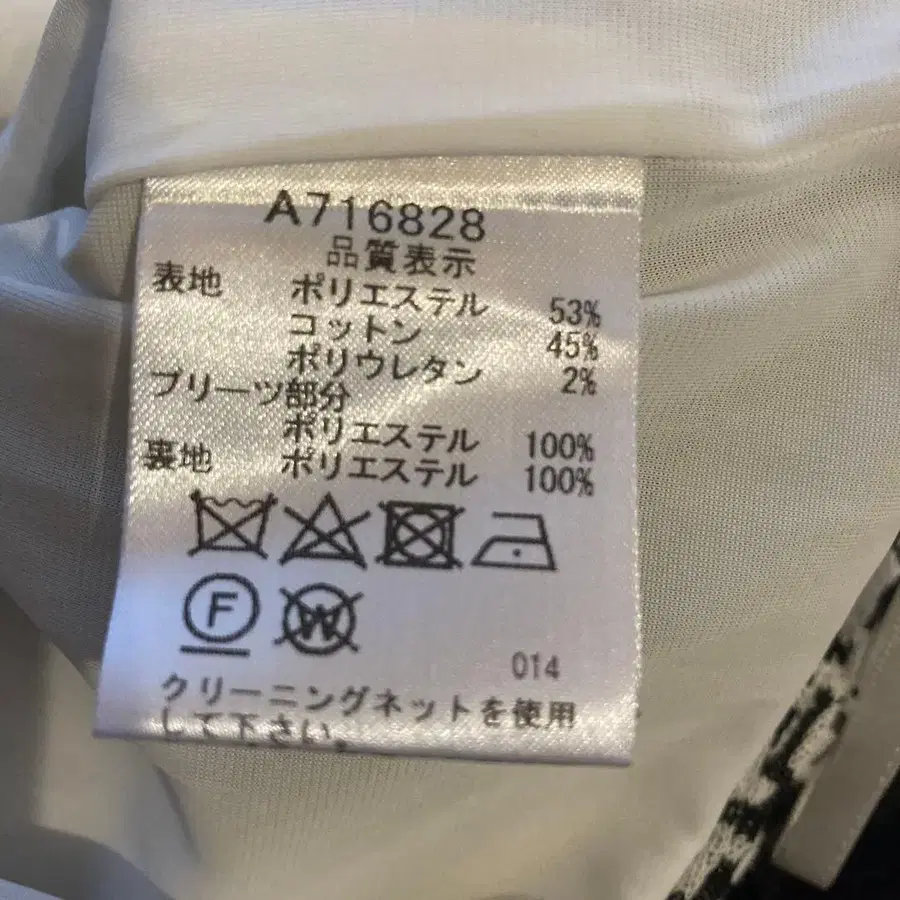 A716828
品質表示
表地 ポリエステル 53%
コットン 45%
ポリウレタン 2%
プリーツ部分
ポリエステル 100%
裏地 ポリエステル 100%
F W
014
クリーニングネットを使用
して下さい。